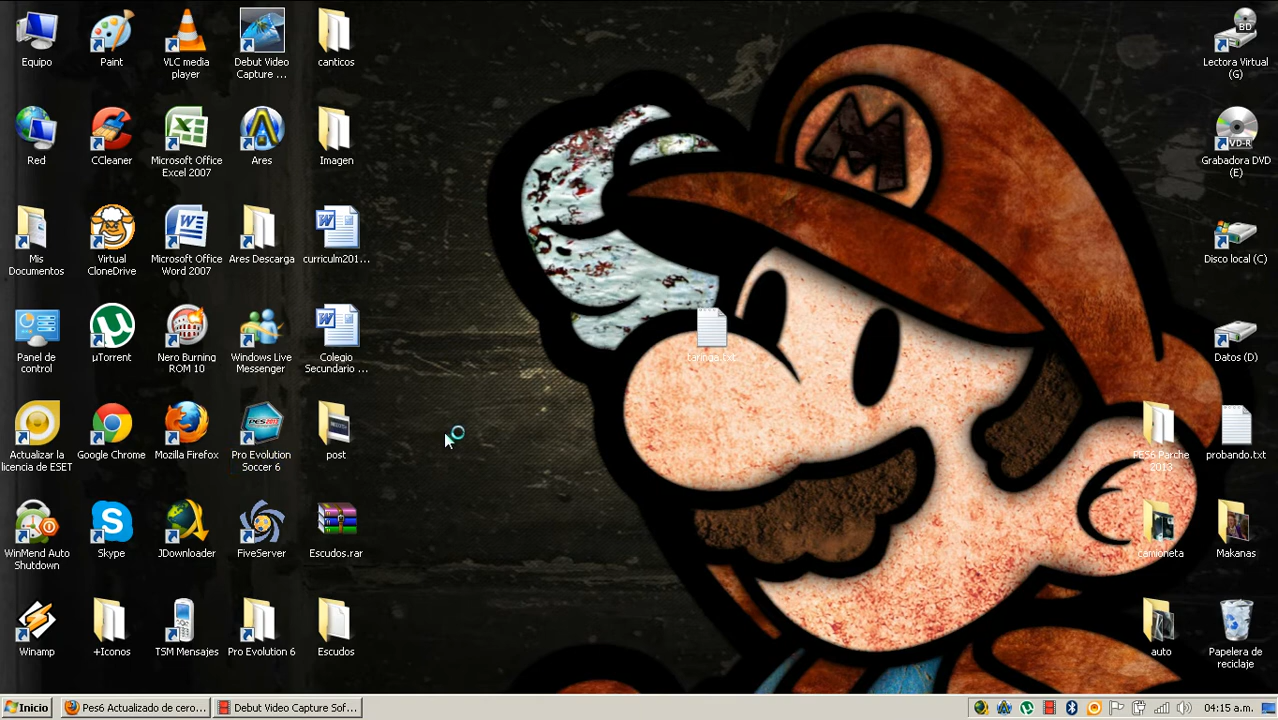 Equipo
Paint
VLC media
player
Debut Video
Capture ...
canticos
BD
Lectora Virtual
(G)
M
Red
CCleaner
Microsoft Office
Excel 2007
Ares
Imagen
VD-R
Grabadora DVD
(E)
Mis
Documentos
Virtual
CloneDrive
Microsoft Office
Word 2007
Ares Descarga
curriculm201...
Disco local (C)
Panel de
control
µTorrent
Nero Burning
ROM 10
Windows Live
Messenger
Colegio
Secundario ...
taringa.txt
Datos (D)
Actualizar la
licencia de ESET
Google Chrome
Mozilla Firefox
Pro Evolution
Soccer 6
post
PES6 Parche
2013
probando.txt
WinMend Auto
Shutdown
Skype
JDownloader
FiveServer
Escudos.rar
camioneta
Makanas
Winamp
+Iconos
TSM Mensajes
Pro Evolution 6
Escudos
auto
Papelera de
reciclaje
Inicio
Pes6 Actualizado de cero...
Debut Video Capture Sof...
04:15 a.m.